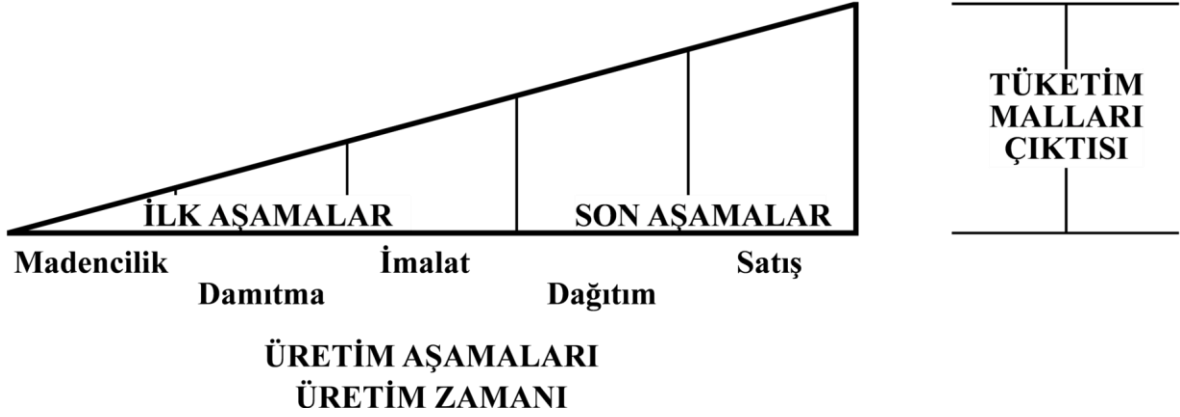 TÜKETİM
MALLARI
ÇIKTISI
İLK AŞAMALAR
SON AŞAMALAR
Madencilik
Damıtma
İmalat
Dağıtım
Satış
ÜRETİM AŞAMALARI
ÜRETİM ZAMANI